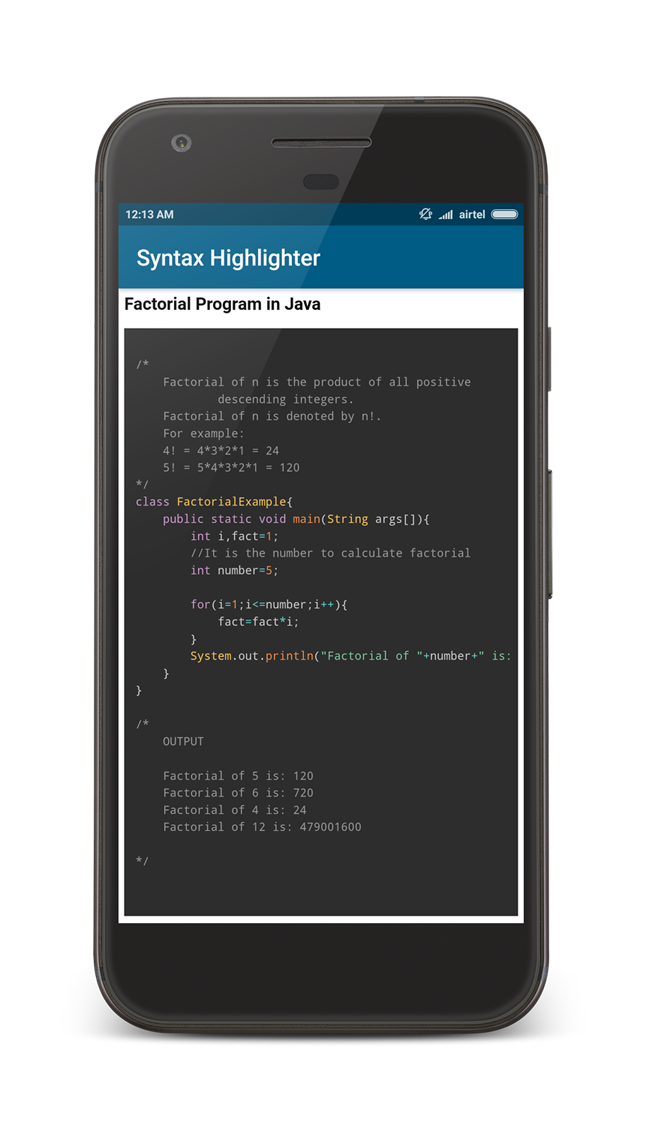 12:13 AM airtel
Syntax Highlighter
Factorial Program in Java
/*
    Factorial of n is the product of all positive
            descending integers.
    Factorial of n is denoted by n!.
    For example:
    4! = 4*3*2*1 = 24
    5! = 5*4*3*2*1 = 120
*/
class FactorialExample{
    public static void main(String args[]){
        int i,fact=1;
        //It is the number to calculate factorial
        int number=5;
        for(i=1;i<=number;i++){
            fact=fact*i;
        }
        System.out.println("Factorial of "+number+" is:
    }
}
/*
    OUTPUT
    Factorial of 5 is: 120
    Factorial of 6 is: 720
    Factorial of 4 is: 24
    Factorial of 12 is: 479001600
*/